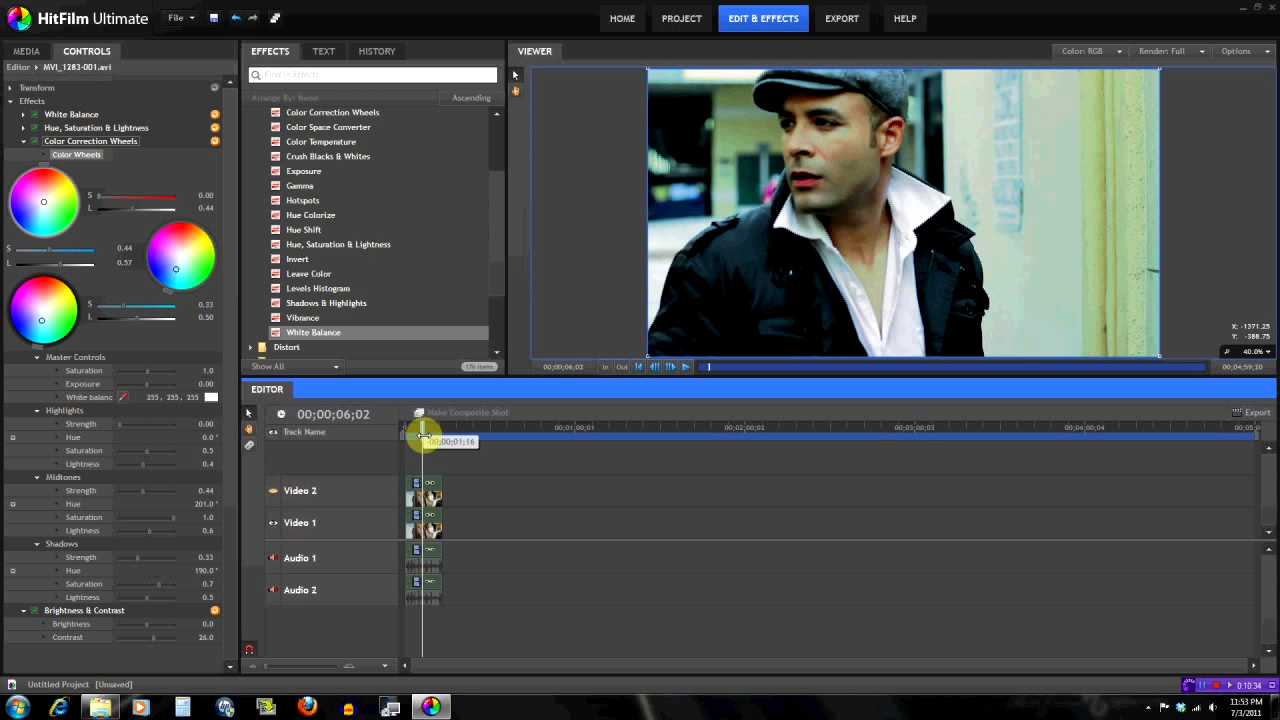 HitFilm Ultimate
File
HOME
PROJECT
EDIT & EFFECTS
EXPORT
HELP
MEDIA
CONTROLS
EFFECTS
TEXT
HISTORY
VIEWER
Color: RGB
Render: Full
Options
Editor
MVI_1283-001.avi
Find in Effects
Transform
Effects
Arrange By: Name
Ascending
White Balance
Hue, Saturation & Lightness
Color Correction Wheels
Color Wheels
S 0.00
L 0.44
S 0.44
L 0.57
S 0.33
L 0.50
Master Controls
Saturation 1.0
Exposure 0.00
White balanc 255, 255, 255
Highlights
Strength 0.00
Hue 0.0°
Saturation 0.5
Lightness 0.4
Midtones
Strength 0.44
Hue 201.0°
Saturation 1.0
Lightness 0.6
Shadows
Strength 0.33
Hue 190.0°
Saturation 0.7
Lightness 0.5
Brightness & Contrast
Brightness 0.0
Contrast 26.0
Color Correction Wheels
Color Space Converter
Color Temperature
Crush Blacks & Whites
Exposure
Gamma
Hotspots
Hue Colorize
Hue Shift
Hue, Saturation & Lightness
Invert
Leave Color
Levels Histogram
Shadows & Highlights
Vibrance
White Balance
Distort
Show All
176 items
X: -1371.25
Y: -388.75
40.0%
00;00;06;02
In
Out
00;04;59;20
EDITOR
00;00;06;02
Make Composite Shot
Export
Track Name
00;01;00;01
00;02;00;02
00;03;00;03
00;04;00;04
00;05;0
-00;00;01;16
Video 2
Video 1
Audio 1
Audio 2
Untitled Project
[Unsaved]
0:10:34
11:53 PM
7/3/2011